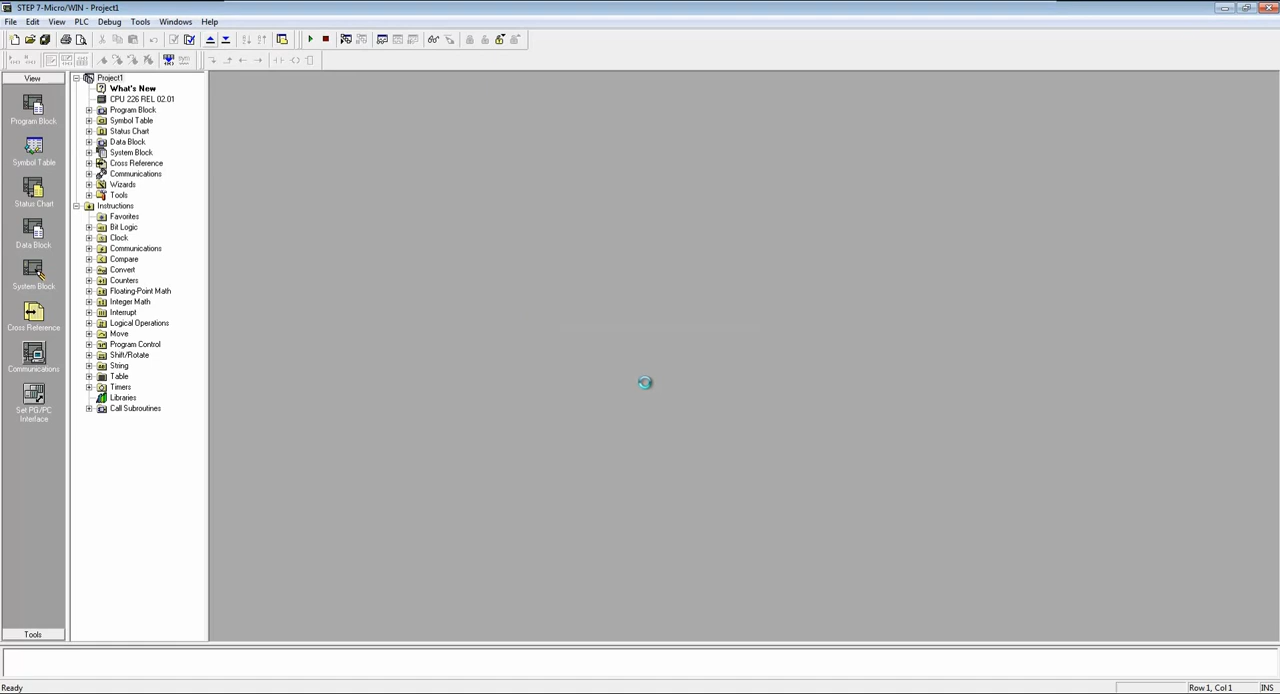 STEP 7-Micro/WIN - Project1
File Edit View PLC Debug Tools Windows Help
View
Program Block
Symbol Table
Status Chart
Data Block
System Block
Cross Reference
Communications
Set PG/PC
Interface
Tools
Project1
What's New
CPU 226 REL 02.01
Program Block
Symbol Table
Status Chart
Data Block
System Block
Cross Reference
Communications
Wizards
Tools
Instructions
Favorites
Bit Logic
Clock
Communications
Compare
Convert
Counters
Floating-Point Math
Integer Math
Interrupt
Logical Operations
Move
Program Control
Shift/Rotate
String
Table
Timers
Libraries
Call Subroutines
Ready
Row 1, Col 1
INS